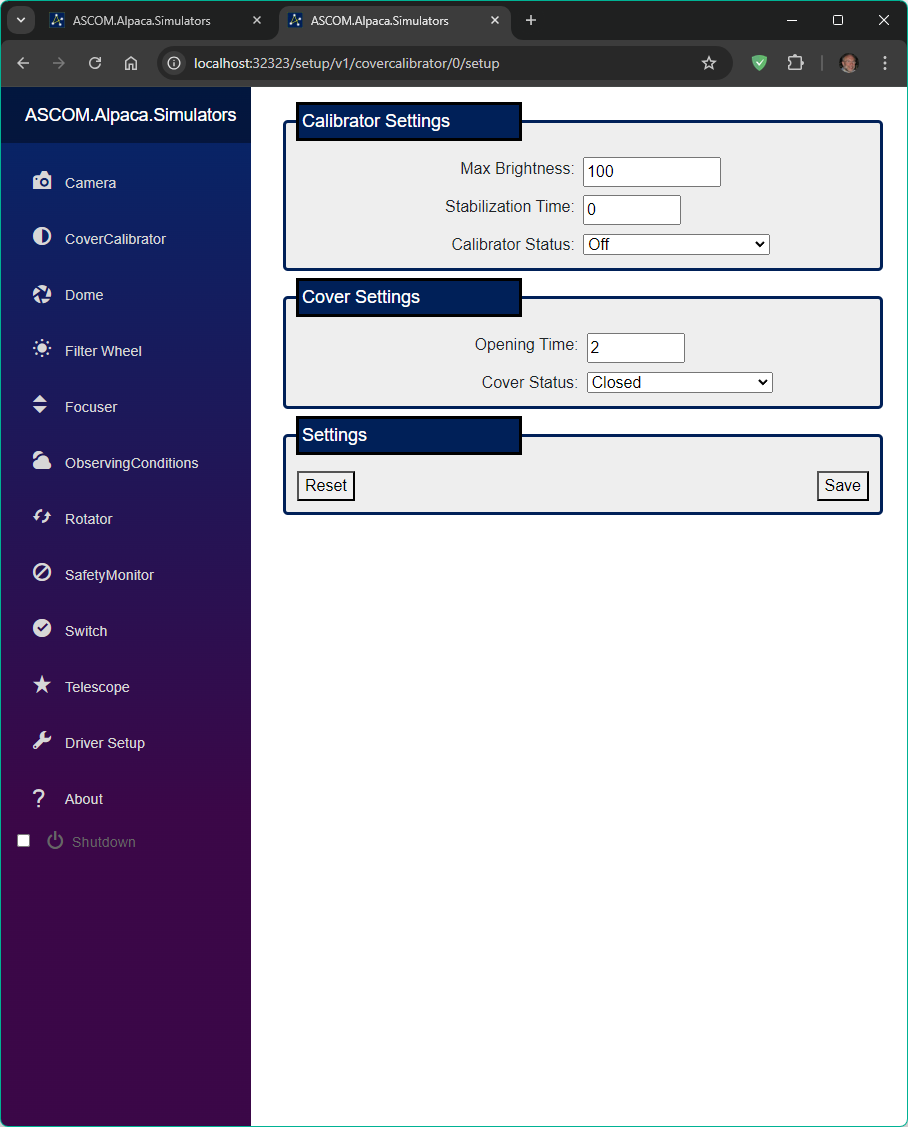 ASCOM.Alpaca.Simulators
ASCOM.Alpaca.Simulators
localhost:32323/setup/v1/covercalibrator/0/setup
ASCOM.Alpaca.Simulators
Camera
CoverCalibrator
Dome
Filter Wheel
Focuser
ObservingConditions
Rotator
SafetyMonitor
Switch
Telescope
Driver Setup
About
Shutdown
Calibrator Settings
Max Brightness: 100
Stabilization Time: 0
Calibrator Status: Off
Cover Settings
Opening Time: 2
Cover Status: Closed
Settings
Reset Save